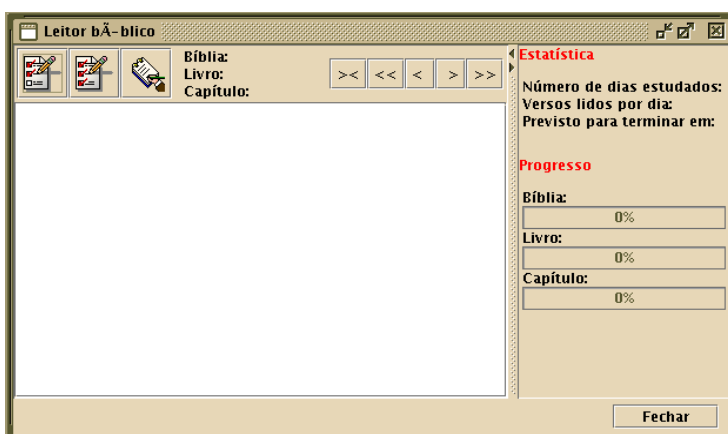 Leitor bÃ-blico
Bíblia:
Livro:
Capítulo:
>< << < > >>
Estatística
Número de dias estudados:
Versos lidos por dia:
Previsto para terminar em:
Progresso
Bíblia:
0%
Livro:
0%
Capítulo:
0%
Fechar